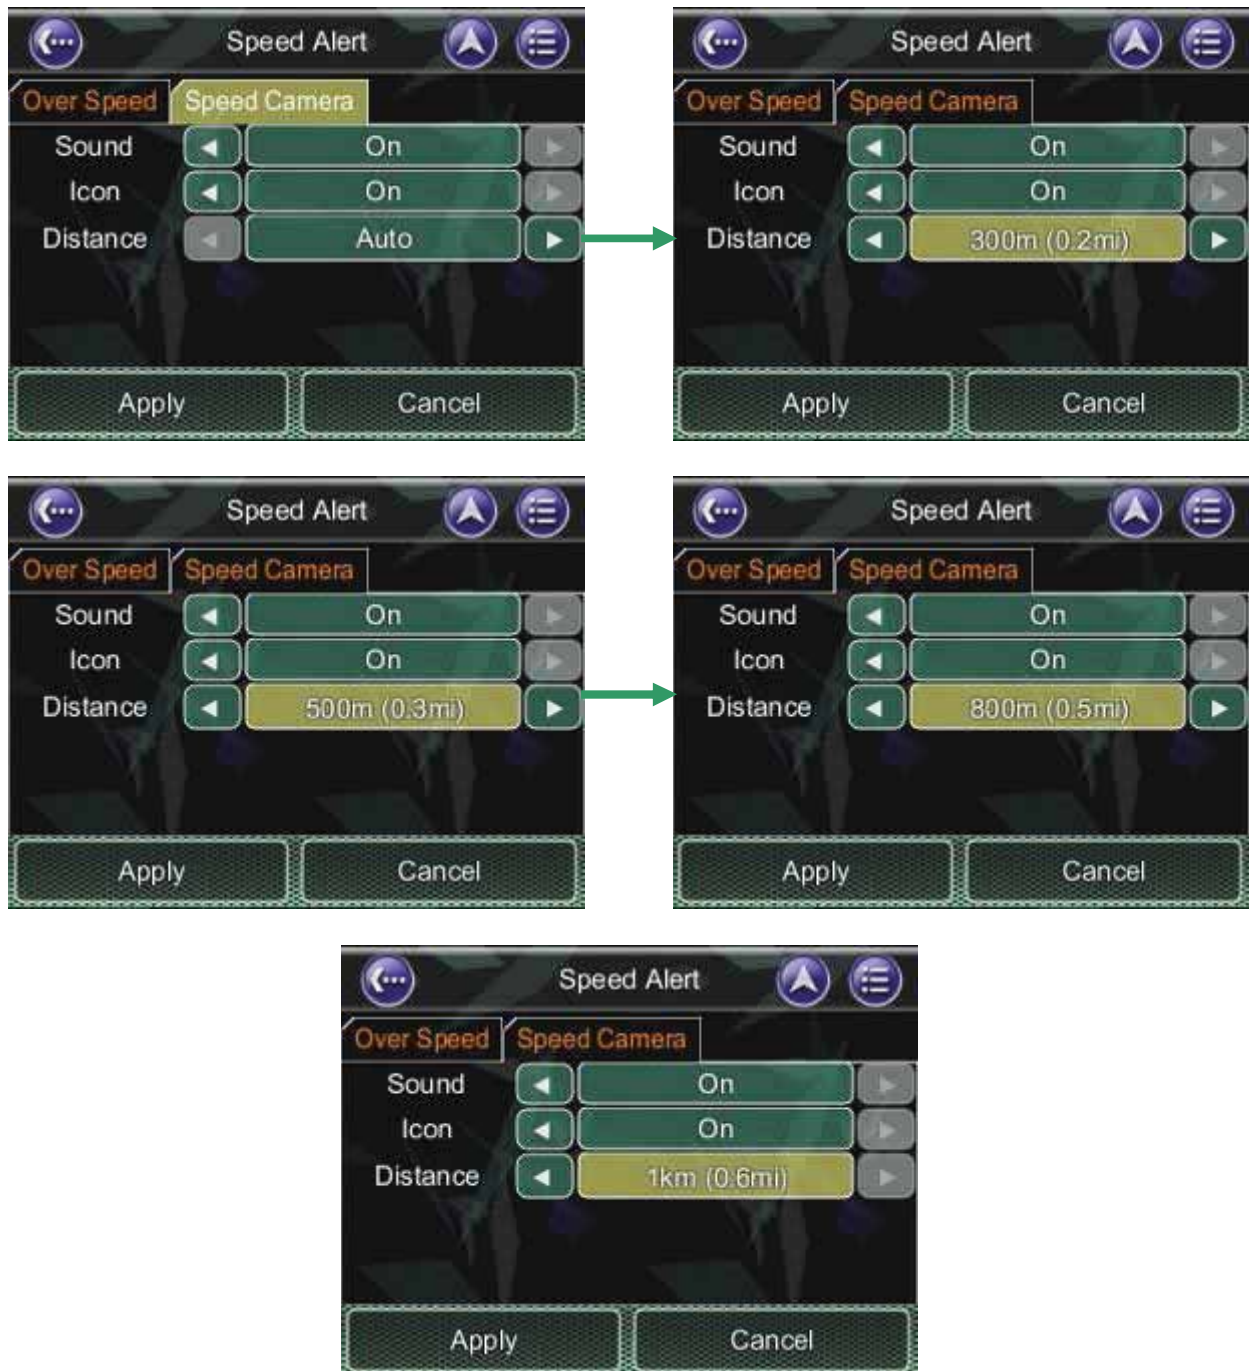 Speed Alert
Over Speed Speed Camera
Sound On
Icon On
Distance Auto
Apply Cancel
Speed Alert
Over Speed Speed Camera
Sound On
Icon On
Distance 300m (0.2mi)
Apply Cancel
Speed Alert
Over Speed Speed Camera
Sound On
Icon On
Distance 500m (0.3mi)
Apply Cancel
Speed Alert
Over Speed Speed Camera
Sound On
Icon On
Distance 800m (0.5mi)
Apply Cancel
Speed Alert
Over Speed Speed Camera
Sound On
Icon On
Distance 1km (0.6mi)
Apply Cancel